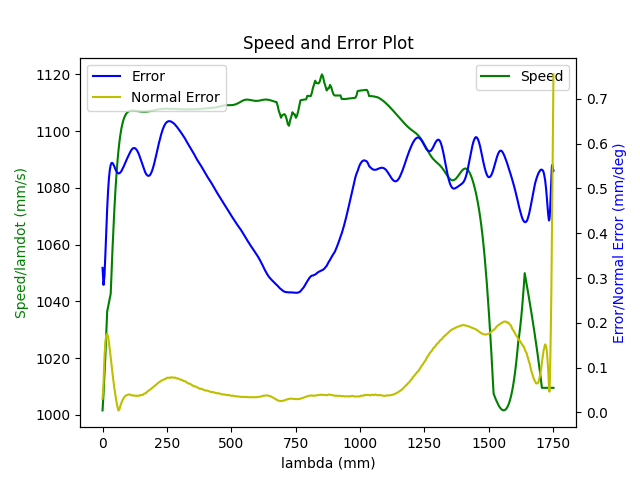 Speed and Error Plot
Error
Normal Error
Speed
1120
1100
1080
1060
1040
1020
1000
Speed/lamdot (mm/s)
0.7
0.6
0.5
0.4
0.3
0.2
0.1
0.0
Error/Normal Error (mm/deg)
0 250 500 750 1000 1250 1500 1750
lambda (mm)